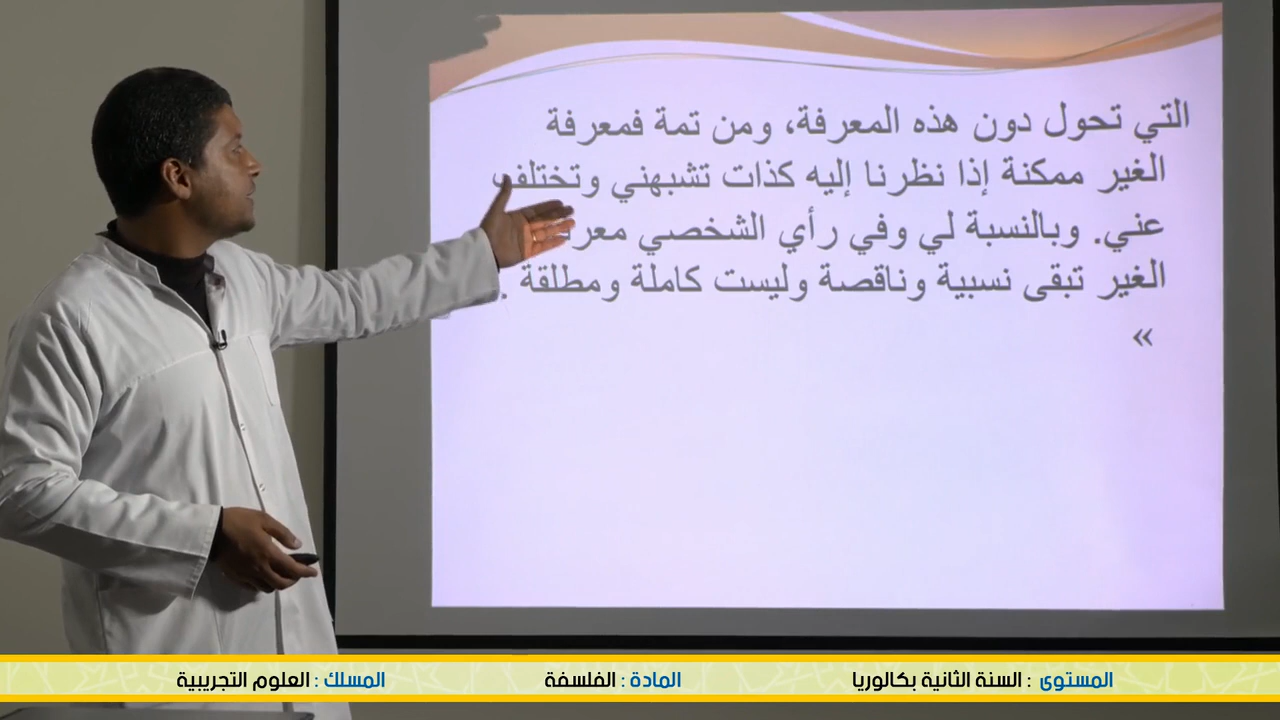 التي تحول دون هذه المعرفة، ومن تمة فمعرفة
الغير ممكنة إذا نظرنا إليه كذات تشبهني وتختلف
عني. وبالنسبة لي وفي رأي الشخصي
الغير تبقى نسبية وناقصة وليست كاملة ومطلقة .
»
المستوى : السنة الثانية بكالوريا المادة : الفلسفة المسلك : العلوم التجريبية